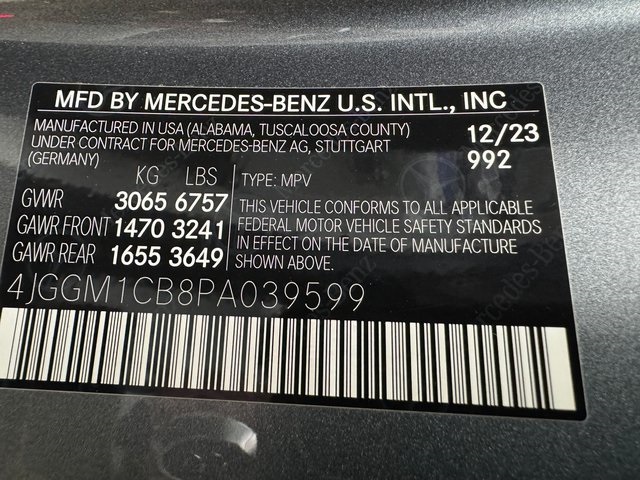 MFD BY MERCEDES-BENZ U.S. INTL., INC
MANUFACTURED IN USA (ALABAMA, TUSCALOOSA COUNTY)
UNDER CONTRACT FOR MERCEDES-BENZ AG, STUTTGART
(GERMANY)
12/23
992
KG LBS
GVWR 3065 6757
GAWR FRONT 1470 3241
GAWR REAR 1655 3649
TYPE: MPV
THIS VEHICLE CONFORMS TO ALL APPLICABLE
FEDERAL MOTOR VEHICLE SAFETY STANDARDS
IN EFFECT ON THE DATE OF MANUFACTURE
SHOWN ABOVE.
4JGGM1CB8PA039599